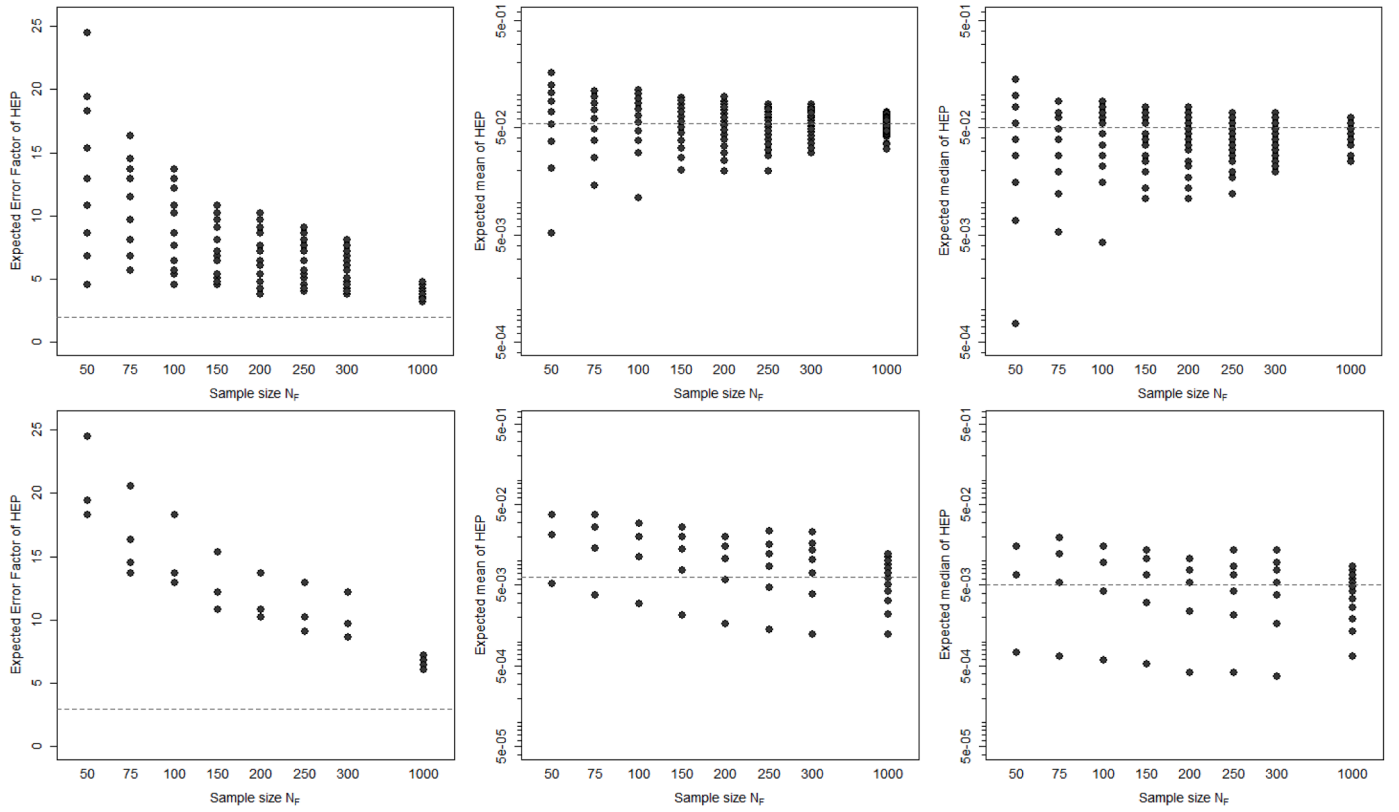 Expected Error Factor of HEP
25
20
15
10
5
0
50 75 100 150 200 250 300 1000
Sample size N_F
Expected mean of HEP
5e-01
5e-02
5e-03
5e-04
50 75 100 150 200 250 300 1000
Sample size N_F
Expected median of HEP
5e-01
5e-02
5e-03
5e-04
50 75 100 150 200 250 300 1000
Sample size N_F
Expected Error Factor of HEP
25
20
15
10
5
0
50 75 100 150 200 250 300 1000
Sample size N_F
Expected mean of HEP
5e-01
5e-02
5e-03
5e-04
5e-05
50 75 100 150 200 250 300 1000
Sample size N_F
Expected median of HEP
5e-01
5e-02
5e-03
5e-04
5e-05
50 75 100 150 200 250 300 1000
Sample size N_F